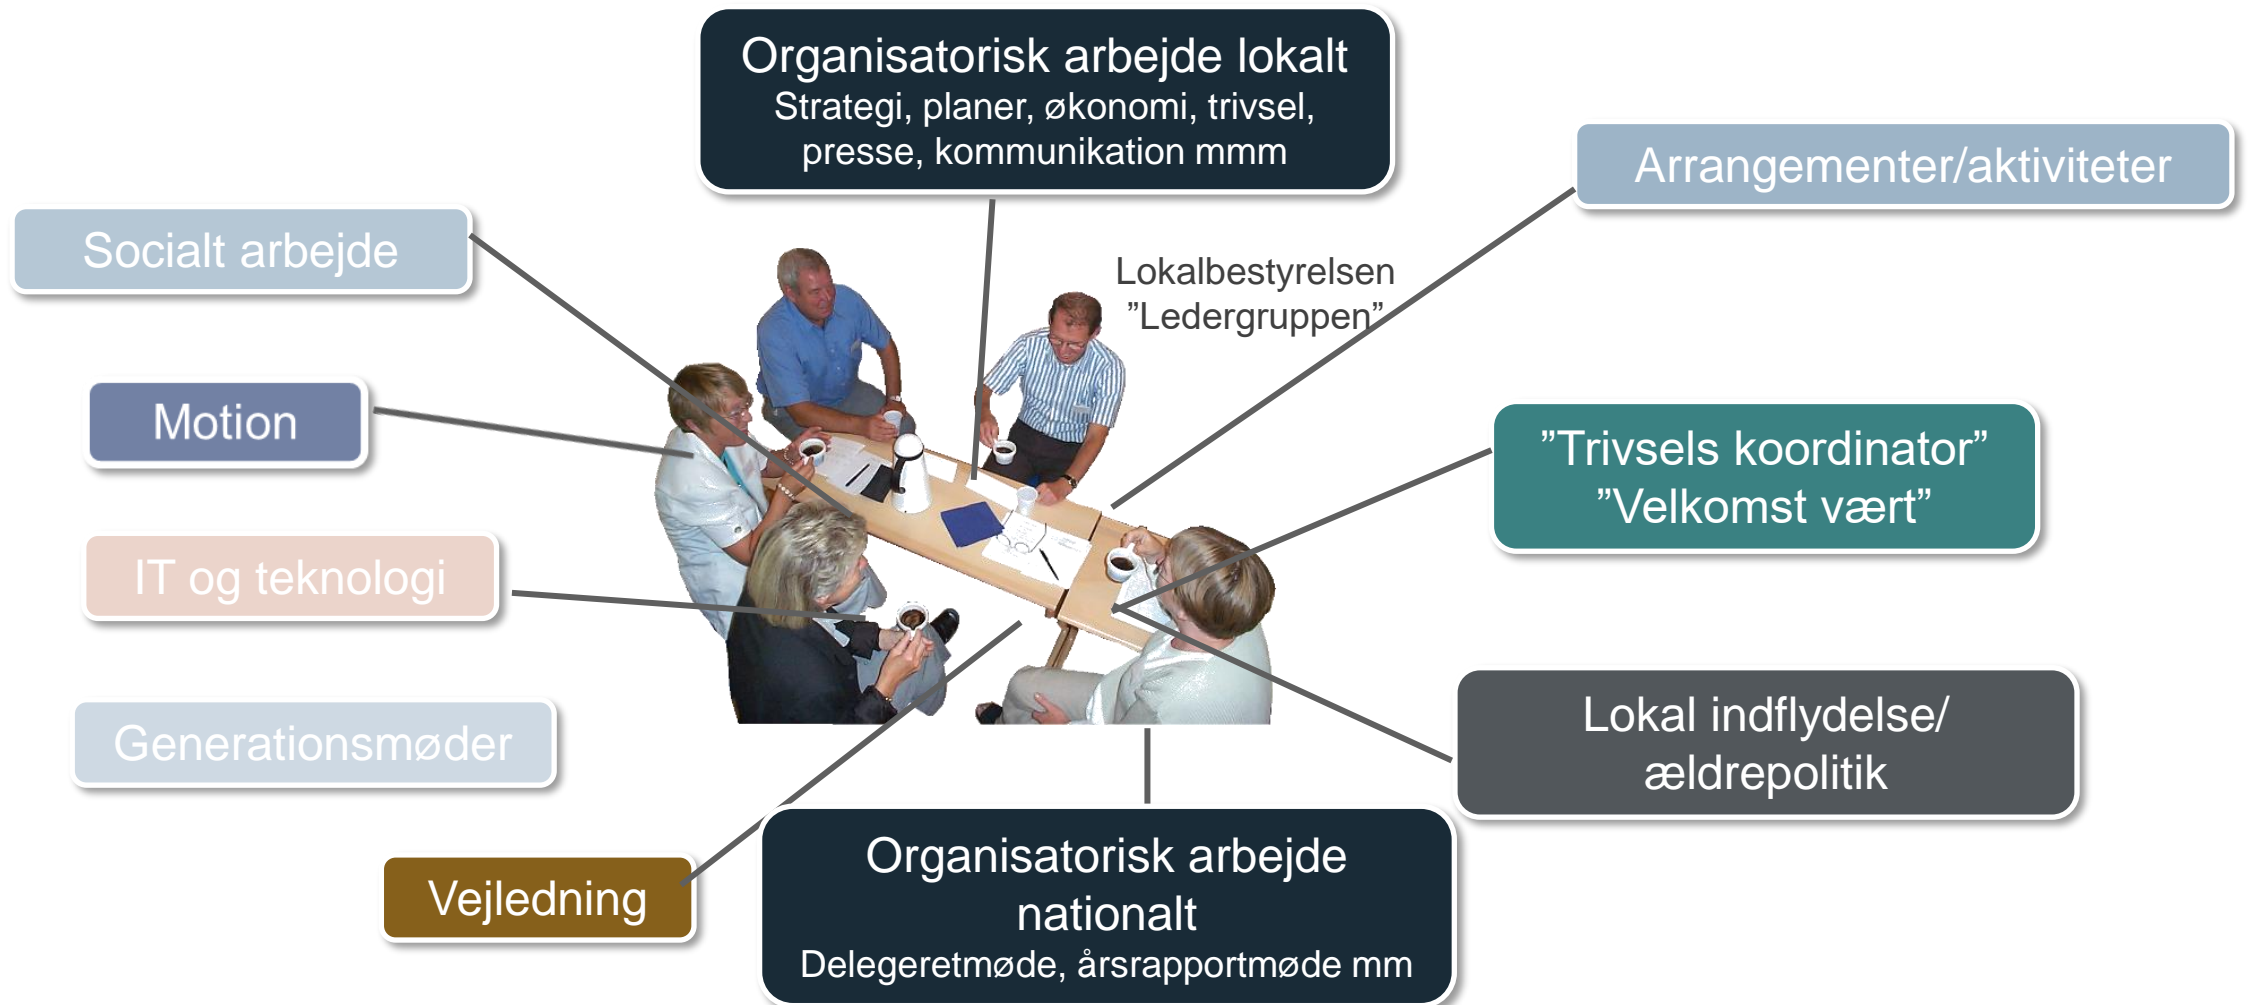 Organisatorisk arbejde lokalt
Strategi, planer, økonomi, trivsel,
presse, kommunikation mmm
Arrangementer/aktiviteter
Socialt arbejde
Lokalbestyrelsen
”Ledergruppen”
Motion
”Trivsels koordinator”
”Velkomst vært”
IT og teknologi
Generationsmøder
Lokal indflydelse/
ældrepolitik
Vejledning
Organisatorisk arbejde
nationalt
Delegeretmøde, årsrapportmøde mm